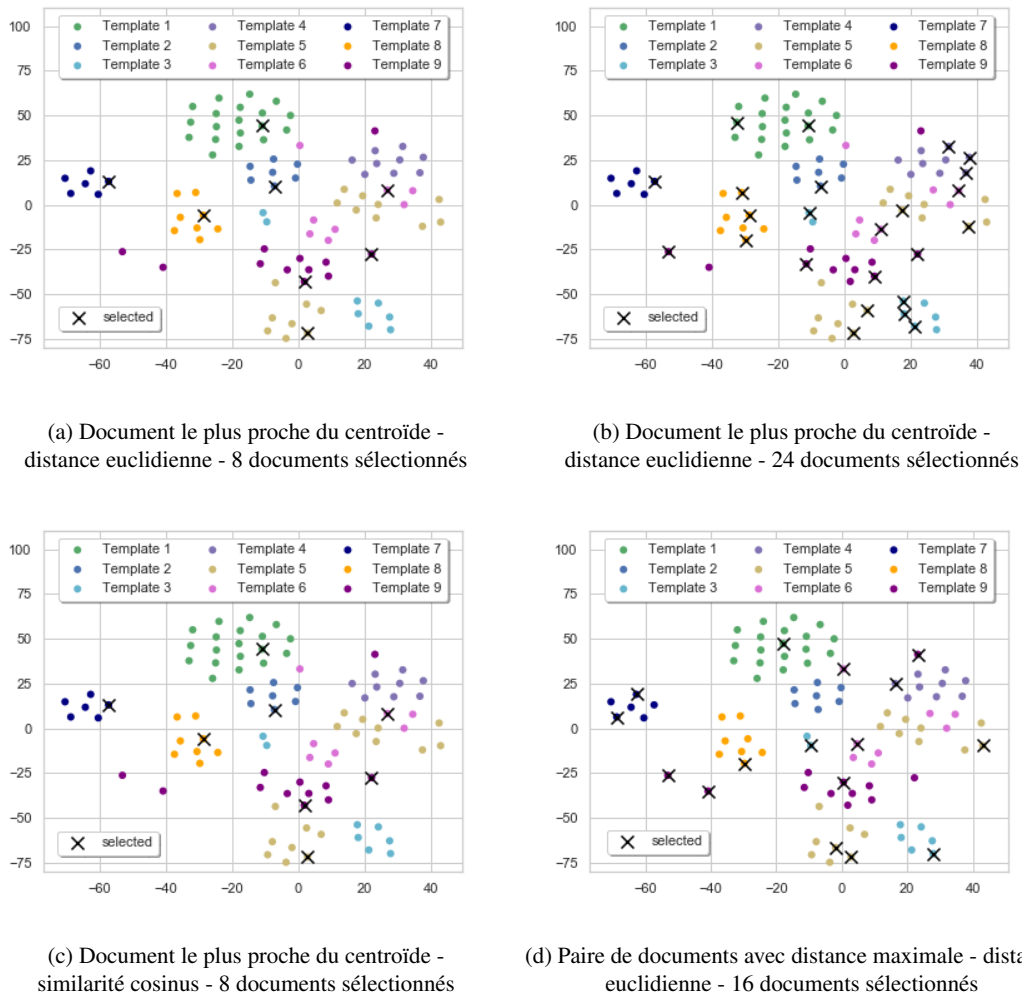 100
75
50
25
0
−25
−50
−75
−60
−40
−20
0
20
40
Template 1
Template 4
Template 7
Template 2
Template 5
Template 8
Template 3
Template 6
Template 9
selected
(a) Document le plus proche du centroïde -
distance euclidienne - 8 documents sélectionnés
100
75
50
25
0
−25
−50
−75
−60
−40
−20
0
20
40
Template 1
Template 4
Template 7
Template 2
Template 5
Template 8
Template 3
Template 6
Template 9
selected
(b) Document le plus proche du centroïde -
distance euclidienne - 24 documents sélectionnés
100
75
50
25
0
−25
−50
−75
−60
−40
−20
0
20
40
Template 1
Template 4
Template 7
Template 2
Template 5
Template 8
Template 3
Template 6
Template 9
selected
(c) Document le plus proche du centroïde -
similarité cosinus - 8 documents sélectionnés
100
75
50
25
0
−25
−50
−75
−60
−40
−20
0
20
40
Template 1
Template 4
Template 7
Template 2
Template 5
Template 8
Template 3
Template 6
Template 9
selected
(d) Paire de documents avec distance maximale - dista
euclidienne - 16 documents sélectionnés